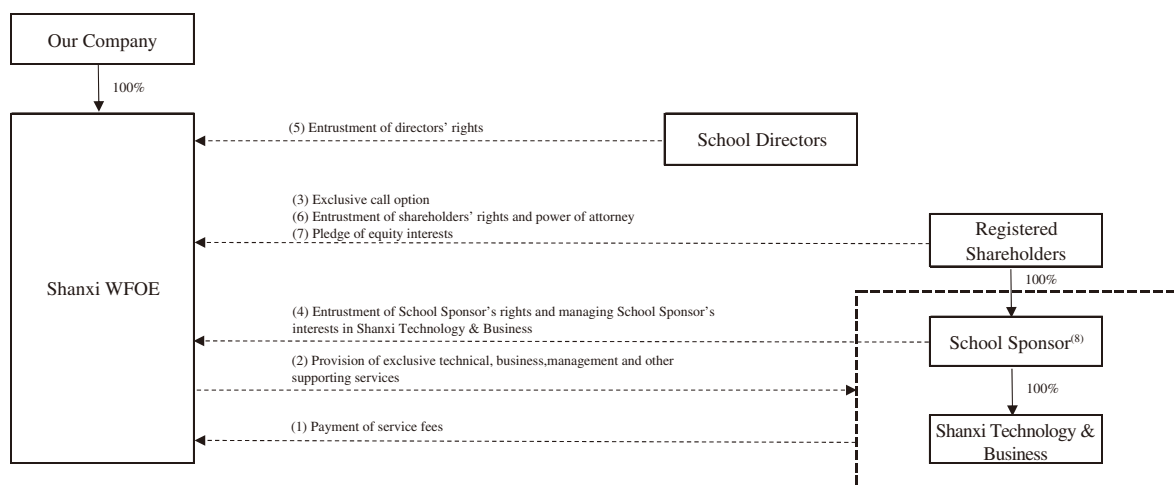 Our Company
100%
(5) Entrustment of directors’ rights
School Directors
(3) Exclusive call option
(6) Entrustment of shareholders’ rights and power of attorney
(7) Pledge of equity interests
Registered
Shareholders
100%
Shanxi WFOE
(4) Entrustment of School Sponsor’s rights and managing School Sponsor’s
interests in Shanxi Technology & Business
School Sponsor(8)
(2) Provision of exclusive technical, business,management and other
supporting services
100%
(1) Payment of service fees
Shanxi Technology &
Business